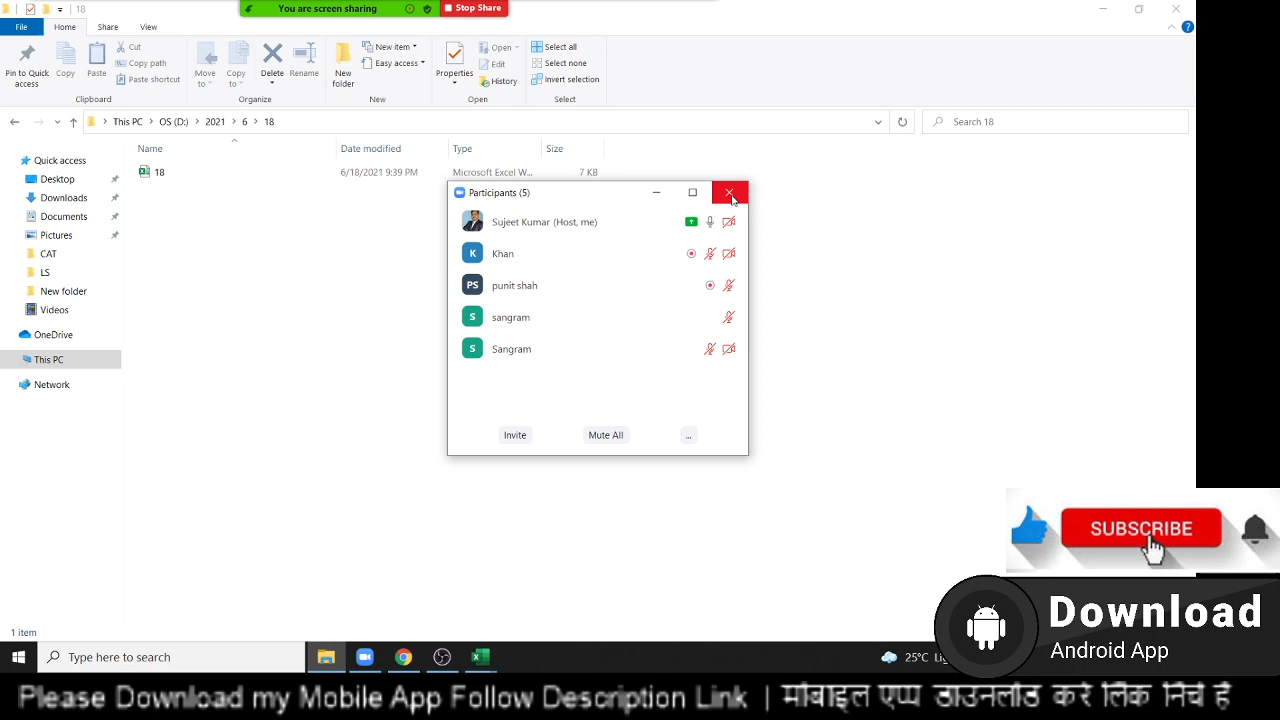 18
You are screen sharing
Stop Share
File
Home
Share
View
Pin to Quick access
Copy
Paste
Cut
Copy path
Paste shortcut
Move to
Copy to
Delete
Rename
New folder
New item
Easy access
Properties
Open
Edit
History
Select all
Select none
Invert selection
Clipboard
Organize
New
Open
Select
This PC > OS (D:) > 2021 > 6 > 18
Search 18
Name
Date modified
Type
Size
18
6/18/2021 9:39 PM
Microsoft Excel W...
7 KB
Quick access
Desktop
Downloads
Documents
Pictures
CAT
LS
New folder
Videos
OneDrive
This PC
Network
Participants (5)
Sujeet Kumar (Host, me)
K Khan
PS punit shah
S sangram
S Sangram
Invite
Mute All
...
SUBSCRIBE
Download
Android App
1 item
Type here to search
25°C
Please Download my Mobile App Follow Description Link | मोबाइल एप्प डाउनलोड करे लिंक निचे है